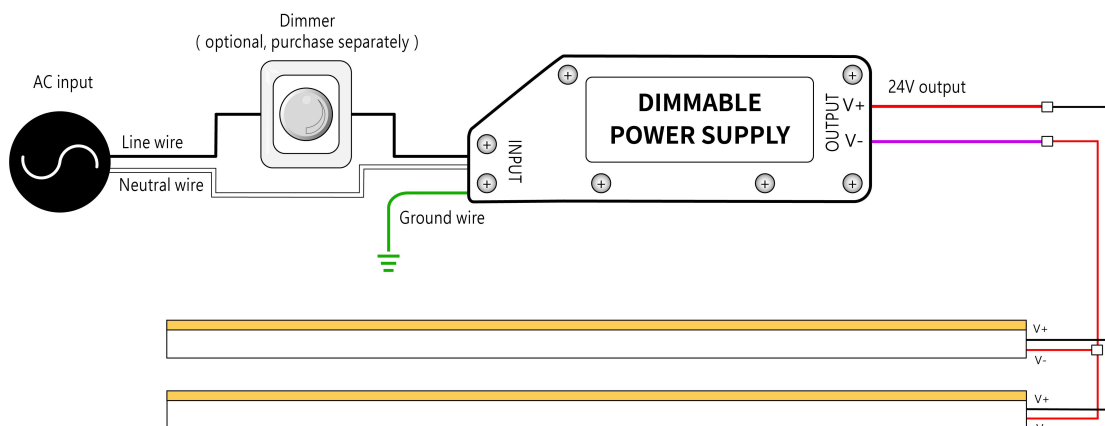 Dimmer
( optional, purchase separately )
AC input
Line wire
Neutral wire
Ground wire
INPUT
DIMMABLE
POWER SUPPLY
OUTPUT
V+
V-
24V output
V+
V-
V+